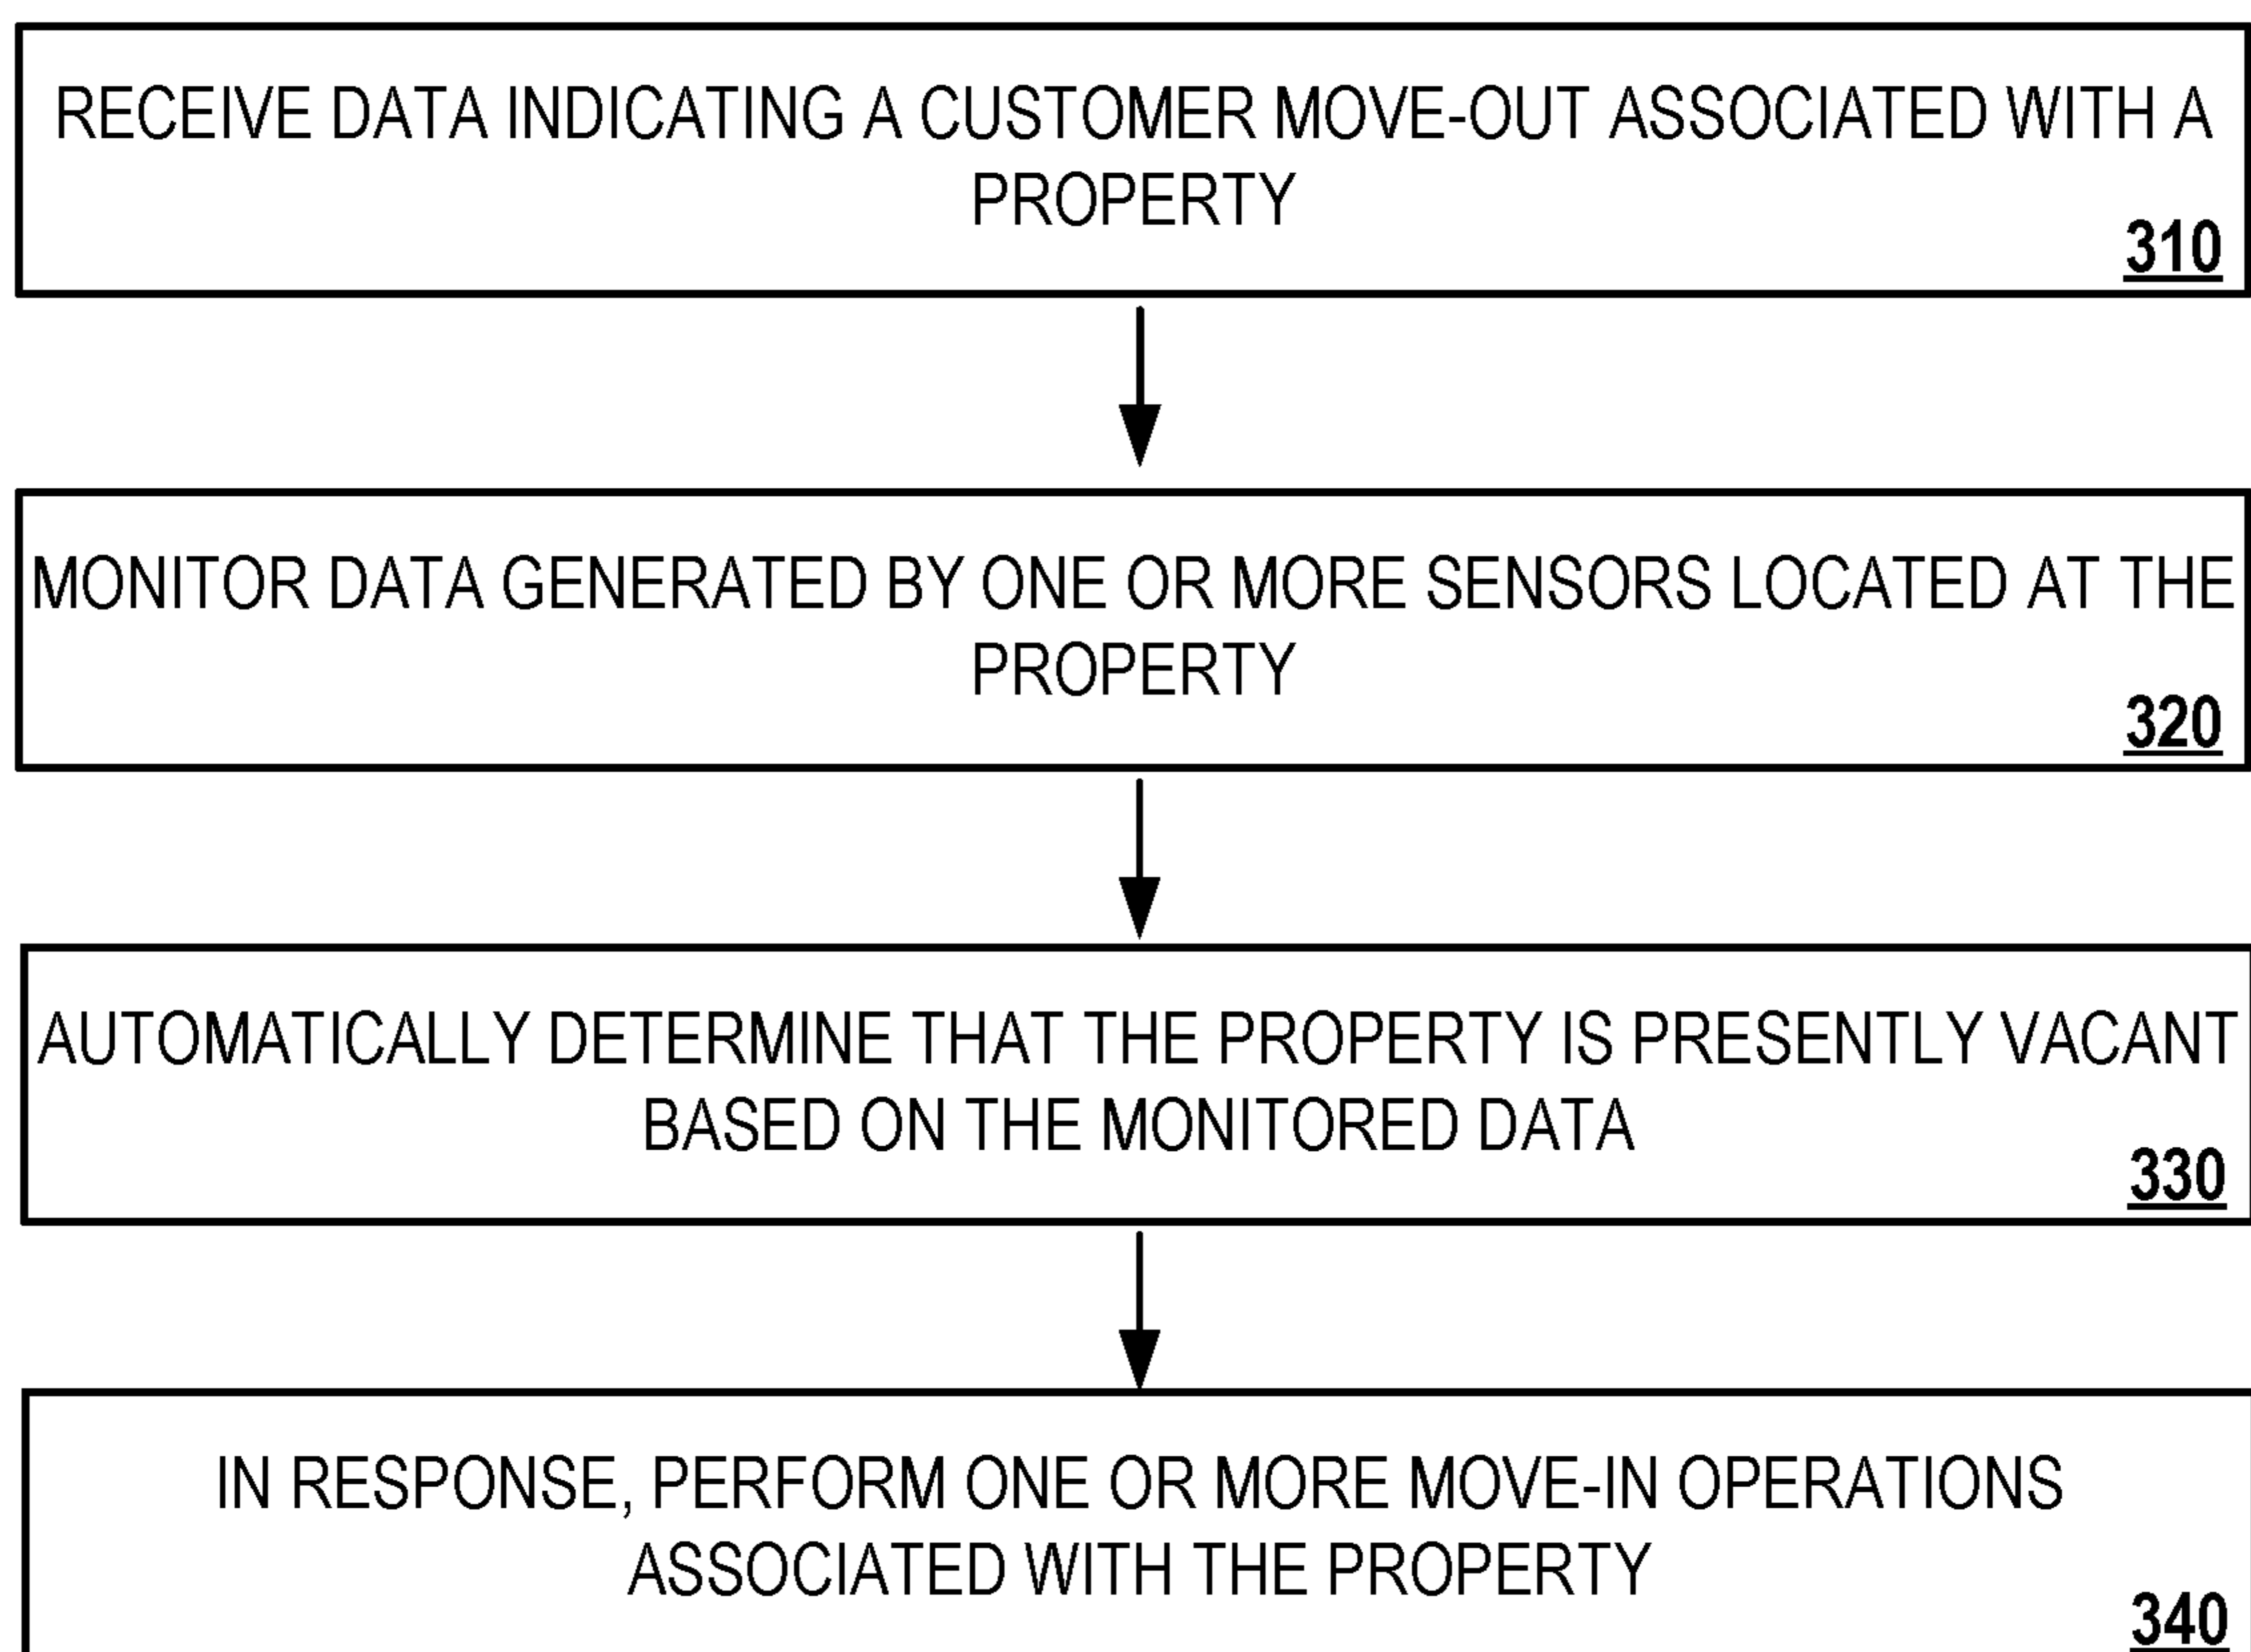 RECEIVE DATA INDICATING A CUSTOMER MOVE-OUT ASSOCIATED WITH A
PROPERTY
310
MONITOR DATA GENERATED BY ONE OR MORE SENSORS LOCATED AT THE
PROPERTY
320
AUTOMATICALLY DETERMINE THAT THE PROPERTY IS PRESENTLY VACANT
BASED ON THE MONITORED DATA
330
IN RESPONSE, PERFORM ONE OR MORE MOVE-IN OPERATIONS
ASSOCIATED WITH THE PROPERTY
340